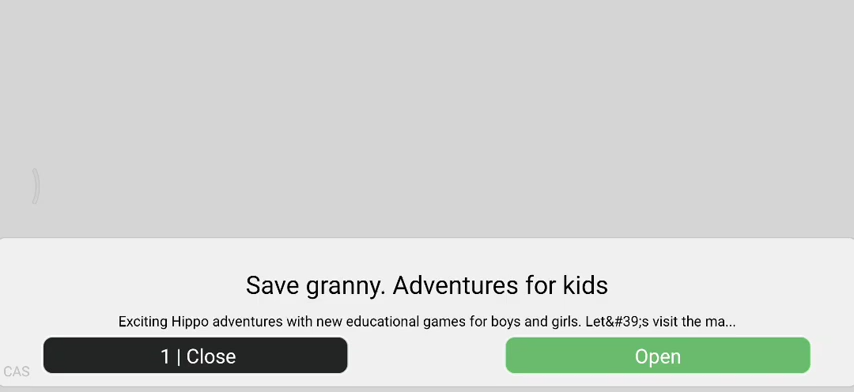 Save granny. Adventures for kids
Exciting Hippo adventures with new educational games for boys and girls. Let&#39;s visit the ma...
1 | Close
Open
CAS